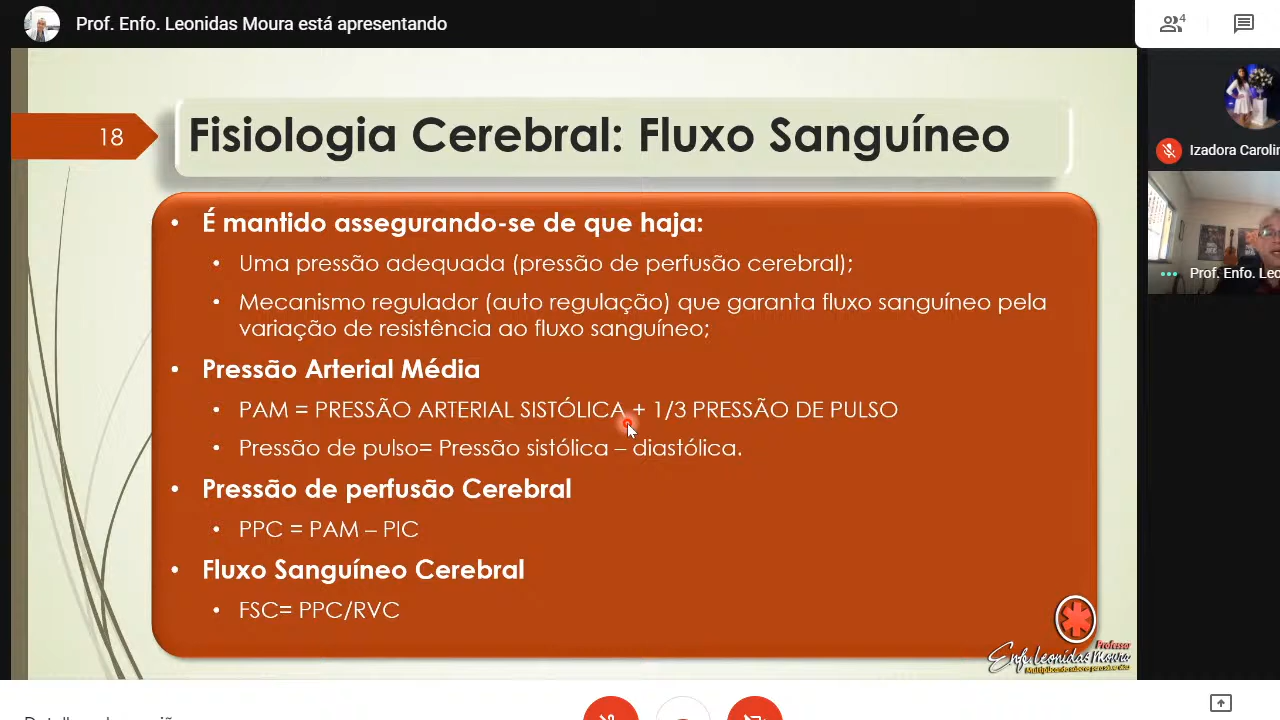 Prof. Enfo. Leonidas Moura está apresentando
4
18
Fisiologia Cerebral: Fluxo Sanguíneo
• É mantido assegurando-se de que haja:
• Uma pressão adequada (pressão de perfusão cerebral);
• Mecanismo regulador (auto regulação) que garanta fluxo sanguíneo pela
variação de resistência ao fluxo sanguíneo;
• Pressão Arterial Média
• PAM = PRESSÃO ARTERIAL SISTÓLICA + 1/3 PRESSÃO DE PULSO
• Pressão de pulso= Pressão sistólica – diastólica.
• Pressão de perfusão Cerebral
• PPC = PAM – PIC
• Fluxo Sanguíneo Cerebral
• FSC= PPC/RVC
Izadora Carolin
Prof. Enfo. Leo
Professor
Enfo Leonidas Moura